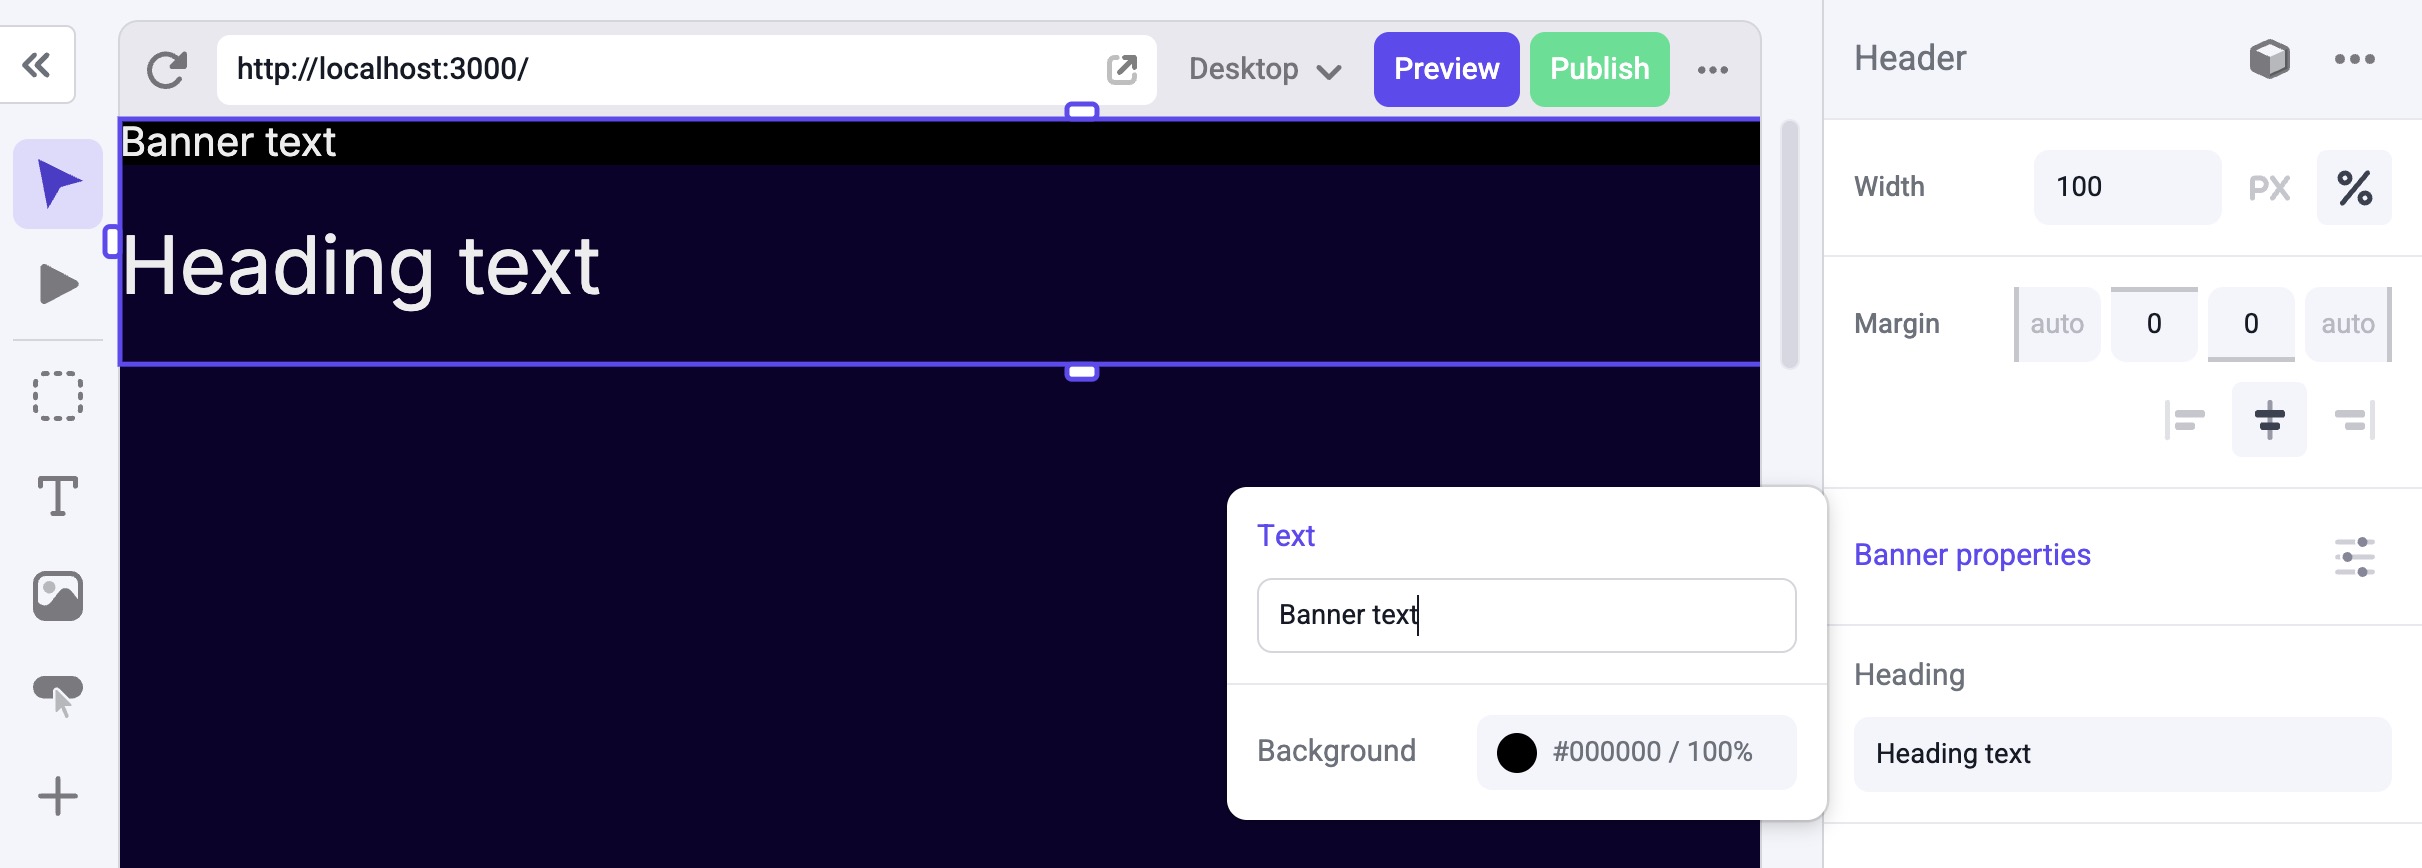 http://localhost:3000/
Desktop
Preview
Publish
Header
Banner text
Heading text
Width
100
PX
%
Margin
auto
0
0
auto
Text
Banner text
Background
#000000 / 100%
Banner properties
Heading
Heading text